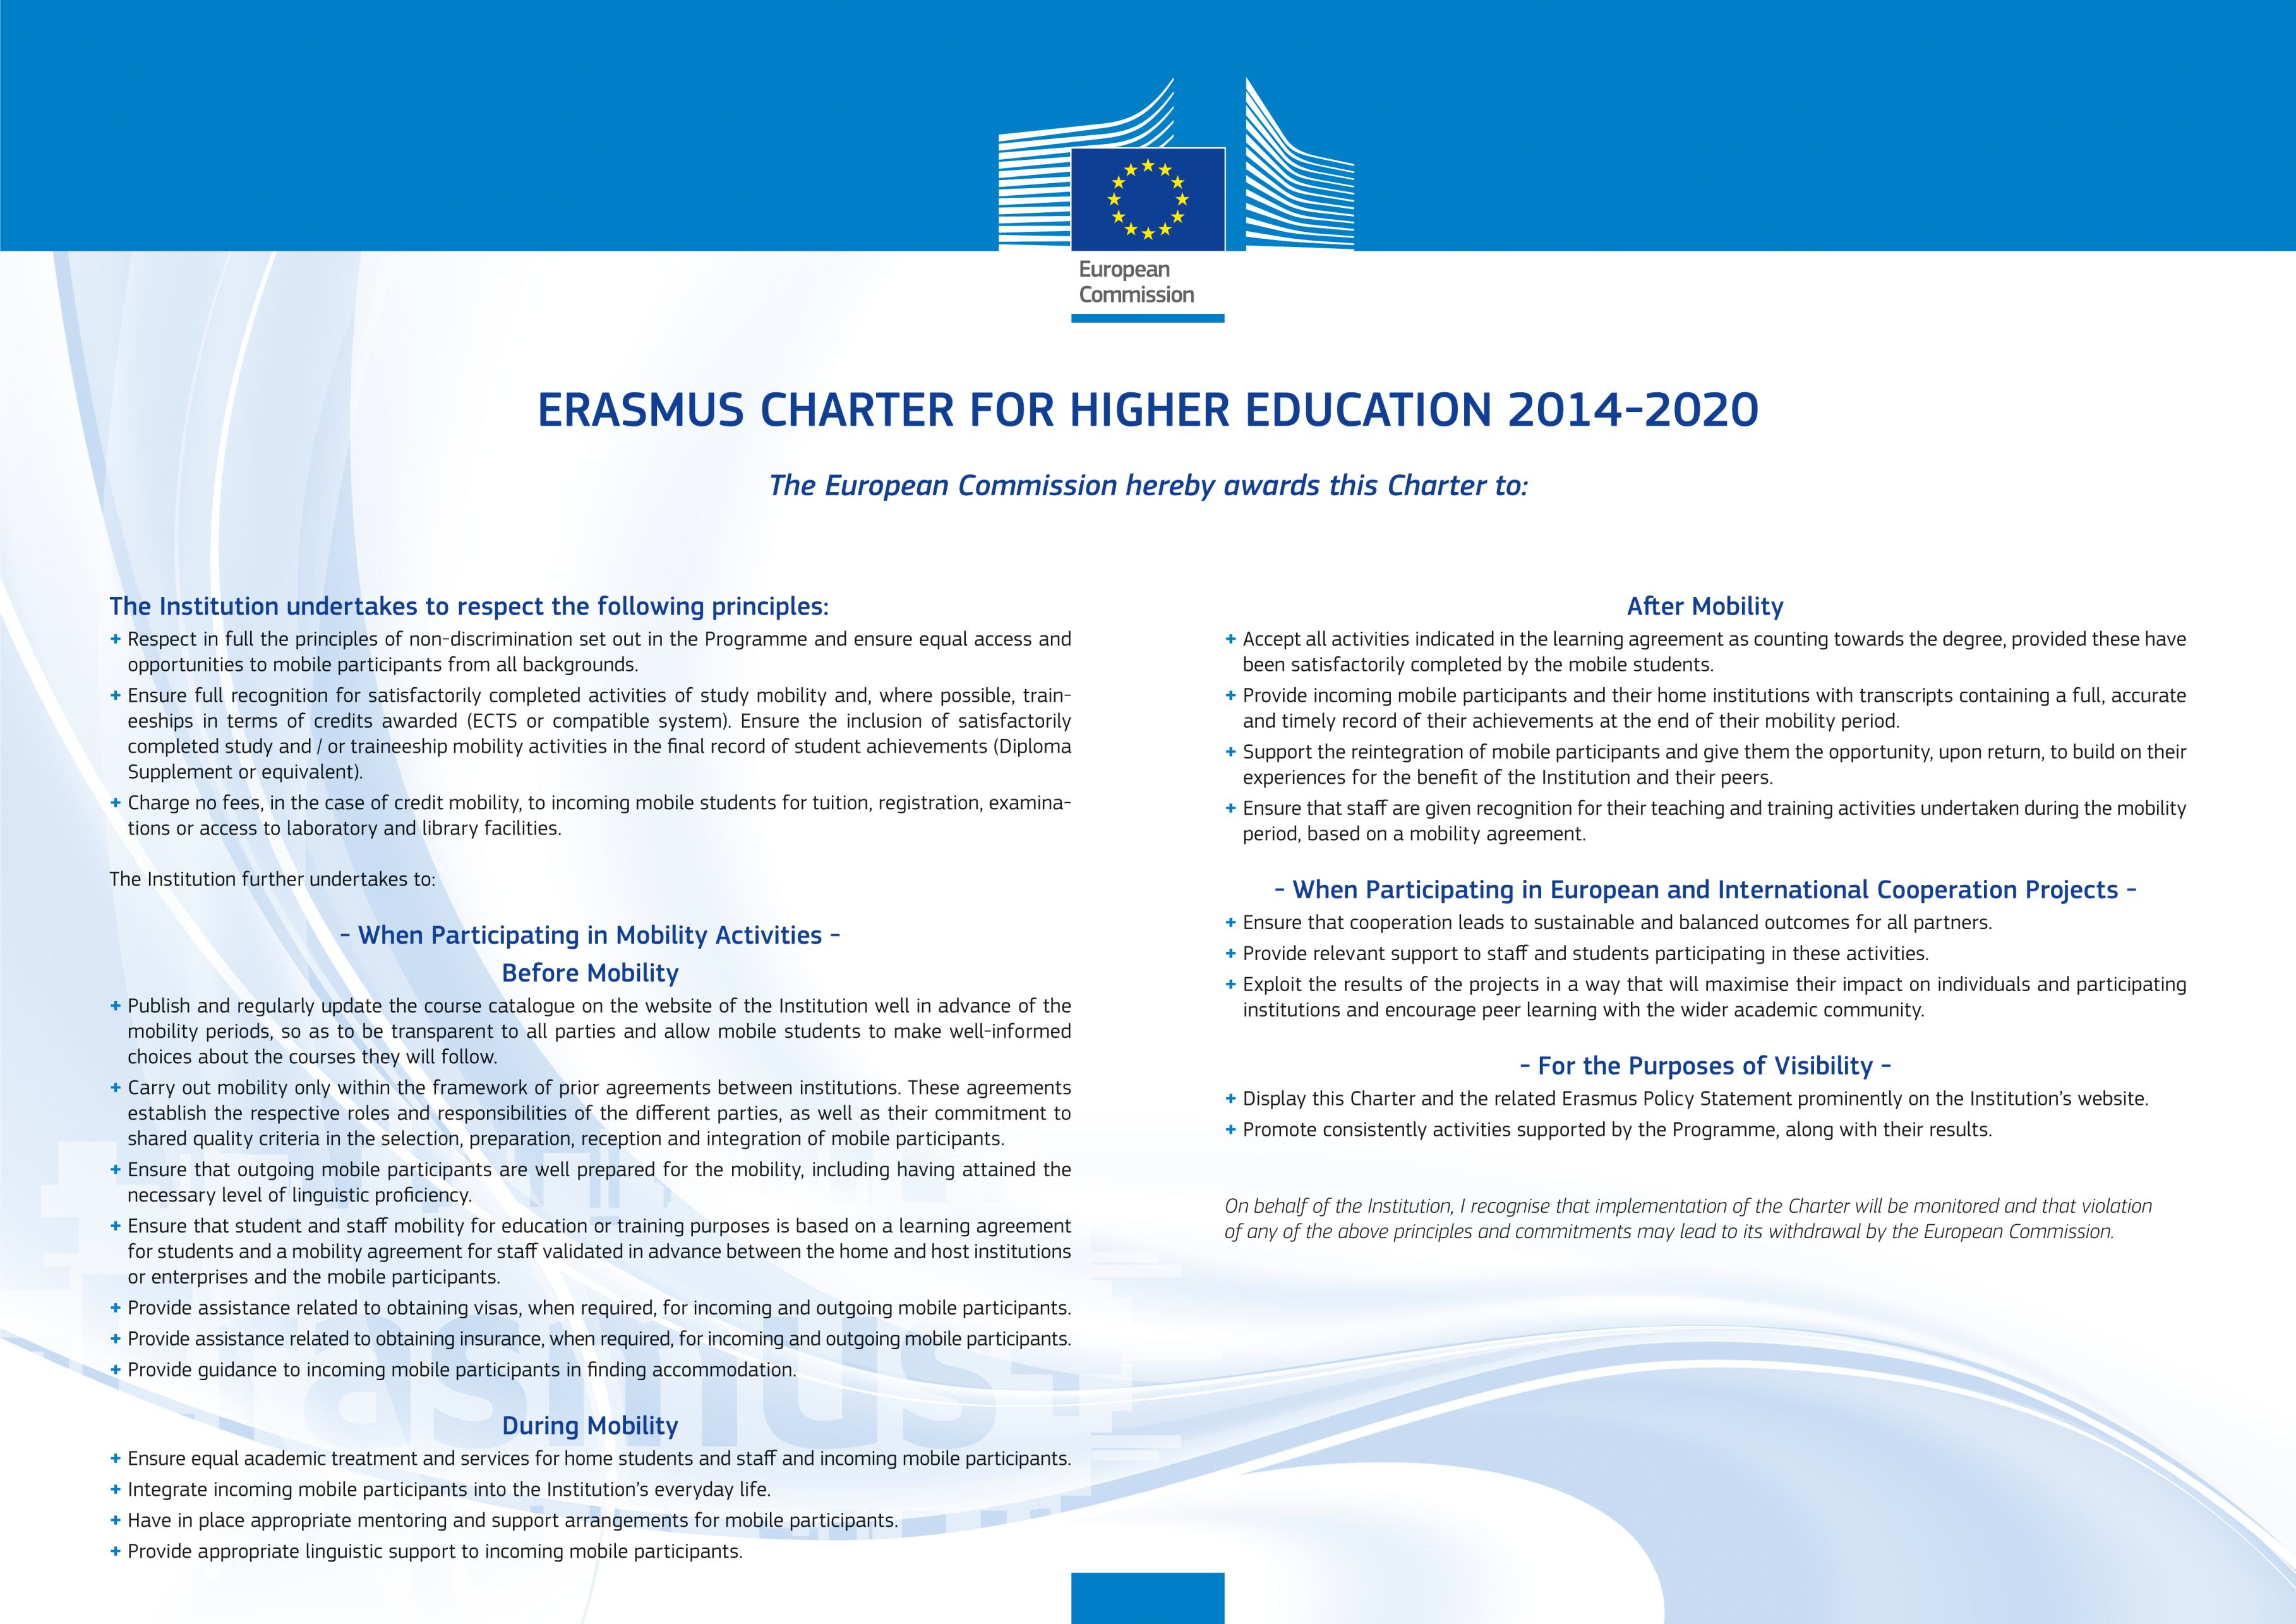 European
Commission
ERASMUS CHARTER FOR HIGHER EDUCATION 2014-2020
The European Commission hereby awards this Charter to:
The Institution undertakes to respect the following principles:
+ Respect in full the principles of non-discrimination set out in the Programme and ensure equal access and
opportunities to mobile participants from all backgrounds.
+ Ensure full recognition for satisfactorily completed activities of study mobility and, where possible, train-
eeships in terms of credits awarded (ECTS or compatible system). Ensure the inclusion of satisfactorily
completed study and / or traineeship mobility activities in the final record of student achievements (Diploma
Supplement or equivalent).
+ Charge no fees, in the case of credit mobility, to incoming mobile students for tuition, registration, examina-
tions or access to laboratory and library facilities.
The Institution further undertakes to:
- When Participating in Mobility Activities -
Before Mobility
+ Publish and regularly update the course catalogue on the website of the Institution well in advance of the
mobility periods, so as to be transparent to all parties and allow mobile students to make well-informed
choices about the courses they will follow.
+ Carry out mobility only within the framework of prior agreements between institutions. These agreements
establish the respective roles and responsibilities of the different parties, as well as their commitment to
shared quality criteria in the selection, preparation, reception and integration of mobile participants.
+ Ensure that outgoing mobile participants are well prepared for the mobility, including having attained the
necessary level of linguistic proficiency.
+ Ensure that student and staff mobility for education or training purposes is based on a learning agreement
for students and a mobility agreement for staff validated in advance between the home and host institutions
or enterprises and the mobile participants.
+ Provide assistance related to obtaining visas, when required, for incoming and outgoing mobile participants.
+ Provide assistance related to obtaining insurance, when required, for incoming and outgoing mobile participants.
+ Provide guidance to incoming mobile participants in finding accommodation.
During Mobility
+ Ensure equal academic treatment and services for home students and staff and incoming mobile participants.
+ Integrate incoming mobile participants into the Institution's everyday life.
+ Have in place appropriate mentoring and support arrangements for mobile participants.
+ Provide appropriate linguistic support to incoming mobile participants.
After Mobility
+ Accept all activities indicated in the learning agreement as counting towards the degree, provided these have
been satisfactorily completed by the mobile students.
+ Provide incoming mobile participants and their home institutions with transcripts containing a full, accurate
and timely record of their achievements at the end of their mobility period.
+ Support the reintegration of mobile participants and give them the opportunity, upon return, to build on their
experiences for the benefit of the Institution and their peers.
+ Ensure that staff are given recognition for their teaching and training activities undertaken during the mobility
period, based on a mobility agreement.
- When Participating in European and International Cooperation Projects -
+ Ensure that cooperation leads to sustainable and balanced outcomes for all partners.
+ Provide relevant support to staff and students participating in these activities.
+ Exploit the results of the projects in a way that will maximise their impact on individuals and participating
institutions and encourage peer learning with the wider academic community.
- For the Purposes of Visibility -
+ Display this Charter and the related Erasmus Policy Statement prominently on the Institution's website.
+ Promote consistently activities supported by the Programme, along with their results.
On behalf of the Institution, I recognise that implementation of the Charter will be monitored and that violation
of any of the above principles and commitments may lead to its withdrawal by the European Commission.
Erasmus+